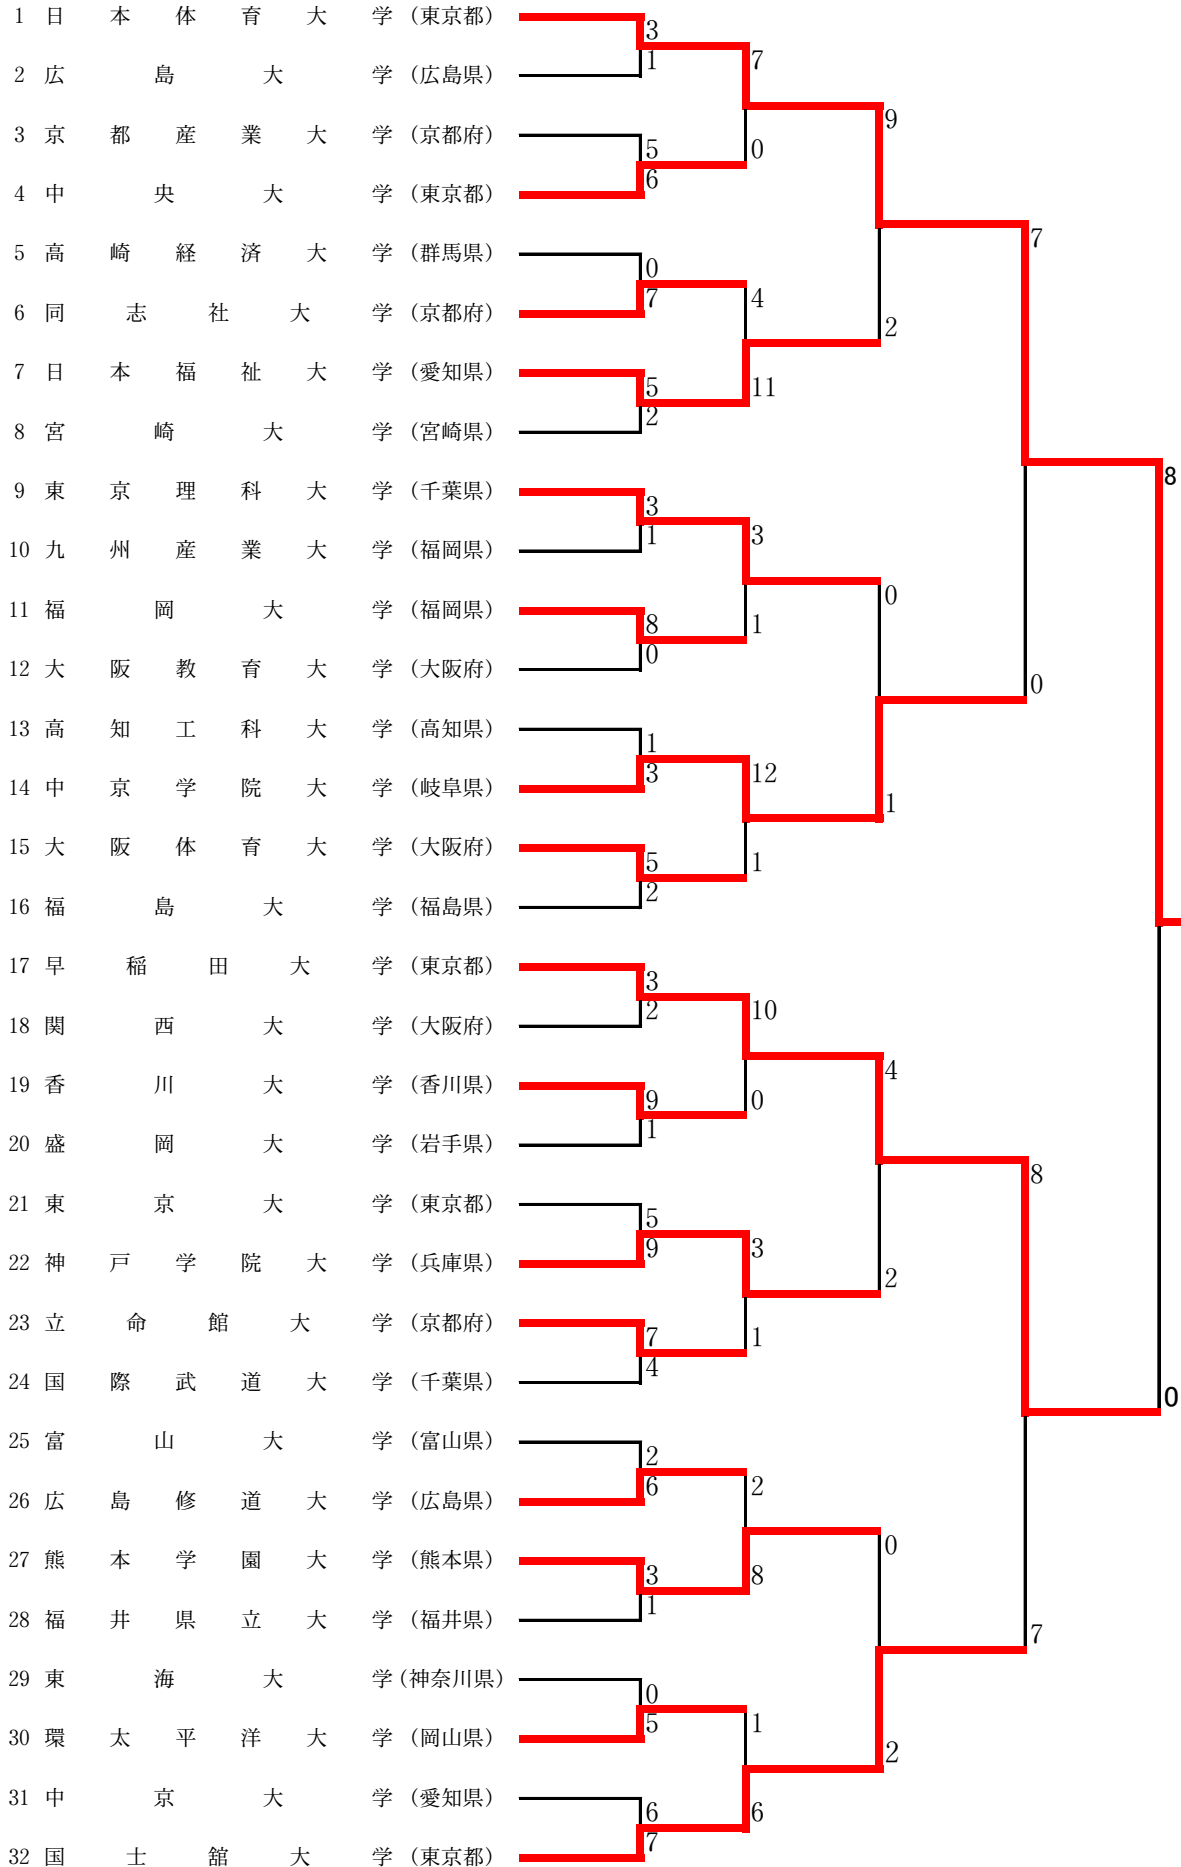 1 日本体育大学 (東京都)
3
2 広島大学 (広島県)
1
7
3 京都産業大学 (京都府)
5
0
9
4 中央大学 (東京都)
6
5 高崎経済大学 (群馬県)
0
7
6 同志社大学 (京都府)
7
4
2
7 日本福祉大学 (愛知県)
5
11
8 宮崎大学 (宮崎県)
2
8
9 東京理科大学 (千葉県)
3
10 九州産業大学 (福岡県)
1
3
11 福岡大学 (福岡県)
8
1
0
12 大阪教育大学 (大阪府)
0
0
13 高知工科大学 (高知県)
1
14 中京学院大学 (岐阜県)
3
12
1
15 大阪体育大学 (大阪府)
5
1
16 福島大学 (福島県)
2
17 早稲田大学 (東京都)
3
18 関西大学 (大阪府)
2
10
19 香川大学 (香川県)
9
0
4
20 盛岡大学 (岩手県)
1
21 東京大学 (東京都)
5
8
22 神戸学院大学 (兵庫県)
9
3
2
23 立命館大学 (京都府)
7
1
24 国際武道大学 (千葉県)
4
0
25 富山大学 (富山県)
2
26 広島修道大学 (広島県)
6
2
27 熊本学園大学 (熊本県)
3
8
0
28 福井県立大学 (福井県)
1
7
29 東海大学 (神奈川県)
0
30 環太平洋大学 (岡山県)
5
1
2
31 中京大学 (愛知県)
6
6
32 国士舘大学 (東京都)
7